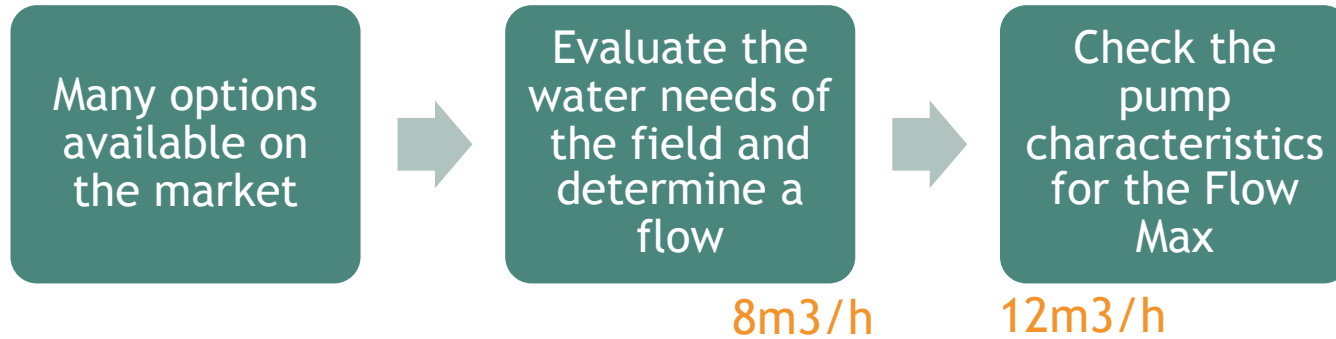 Many options
available on
the market
Evaluate the
water needs of
the field and
determine a
flow
Check the
pump
characteristics
for the Flow
Max
8m3/h
12m3/h